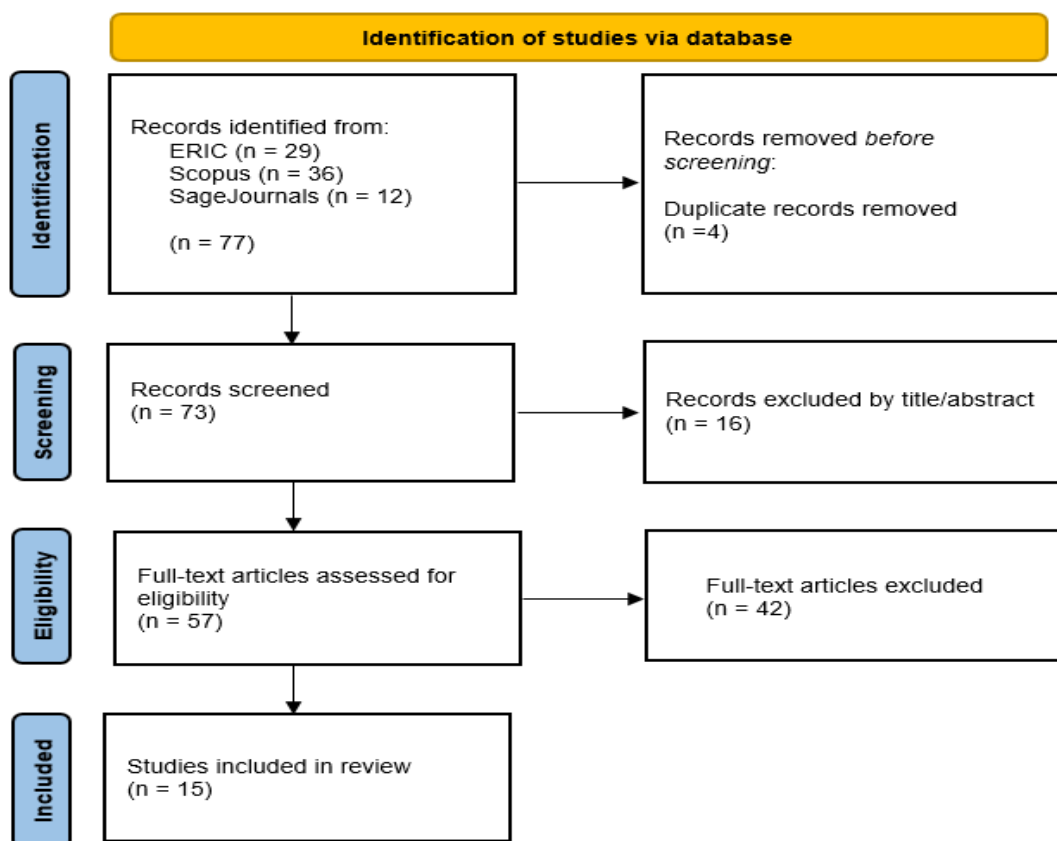 Identification of studies via database
Identification
Records identified from:
ERIC (n = 29)
Scopus (n = 36)
SageJournals (n = 12)
(n = 77)
Records removed before
screening:
Duplicate records removed
(n =4)
Screening
Records screened
(n = 73)
Records excluded by title/abstract
(n = 16)
Eligibility
Full-text articles assessed for
eligibility
(n = 57)
Full-text articles excluded
(n = 42)
Included
Studies included in review
(n = 15)